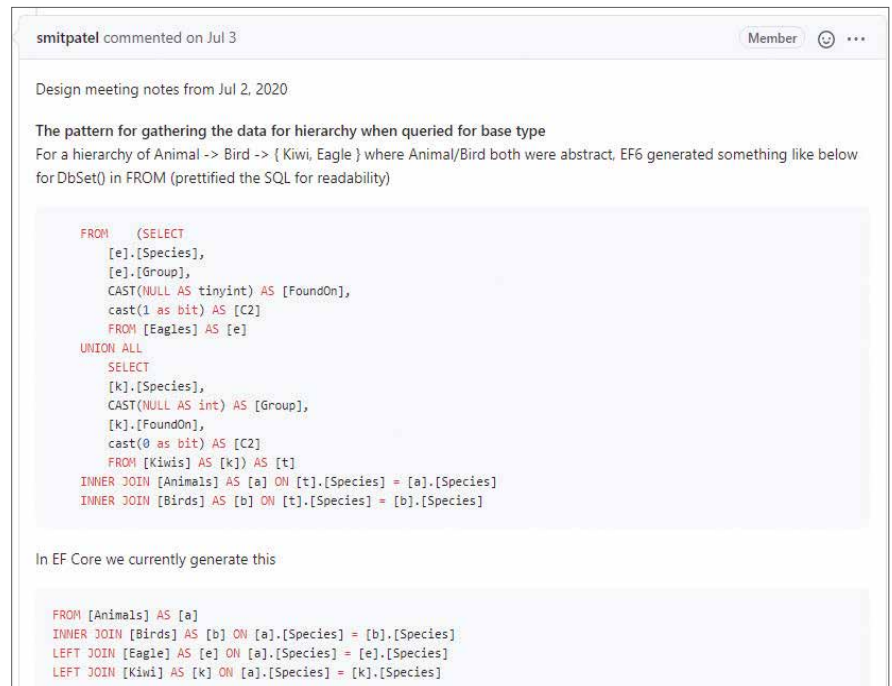 smitpatel commented on Jul 3
Member
Design meeting notes from Jul 2, 2020
The pattern for gathering the data for hierarchy when queried for base type
For a hierarchy of Animal -> Bird -> { Kiwi, Eagle } where Animal/Bird both were abstract, EF6 generated something like below
for DbSet() in FROM (prettified the SQL for readability)
FROM (SELECT
[e].[Species],
[e].[Group],
CAST(NULL AS tinyint) AS [FoundOn],
cast(1 as bit) AS [C2]
FROM [Eagles] AS [e]
UNION ALL
SELECT
[k].[Species],
CAST(NULL AS int) AS [Group],
[k].[FoundOn],
cast(0 as bit) AS [C2]
FROM [Kiwis] AS [k]) AS [t]
INNER JOIN [Animals] AS [a] ON [t].[Species] = [a].[Species]
INNER JOIN [Birds] AS [b] ON [t].[Species] = [b].[Species]
In EF Core we currently generate this
FROM [Animals] AS [a]
INNER JOIN [Birds] AS [b] ON [a].[Species] = [b].[Species]
LEFT JOIN [Eagle] AS [e] ON [a].[Species] = [e].[Species]
LEFT JOIN [Kiwi] AS [k] ON [a].[Species] = [k].[Species]